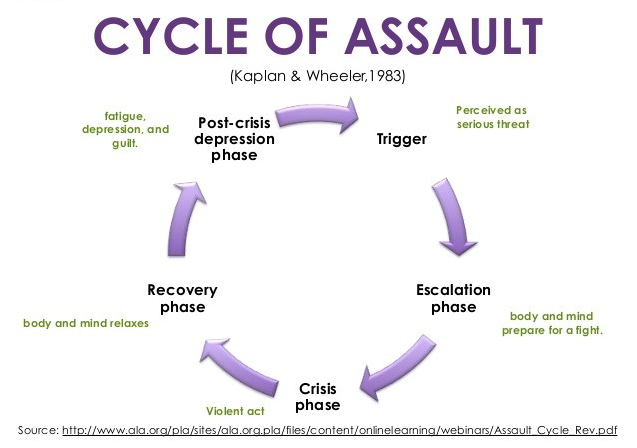 CYCLE OF ASSAULT
(Kaplan & Wheeler,1983)
fatigue,
depression, and
guilt.
Post-crisis
depression
phase
Trigger
Perceived as
serious threat
Recovery
phase
body and mind relaxes
Escalation
phase
body and mind
prepare for a fight.
Crisis
phase
Violent act
Source: http://www.ala.org/pla/sites/ala.org.pla/files/content/onlinelearning/webinars/Assault_Cycle_Rev.pdf